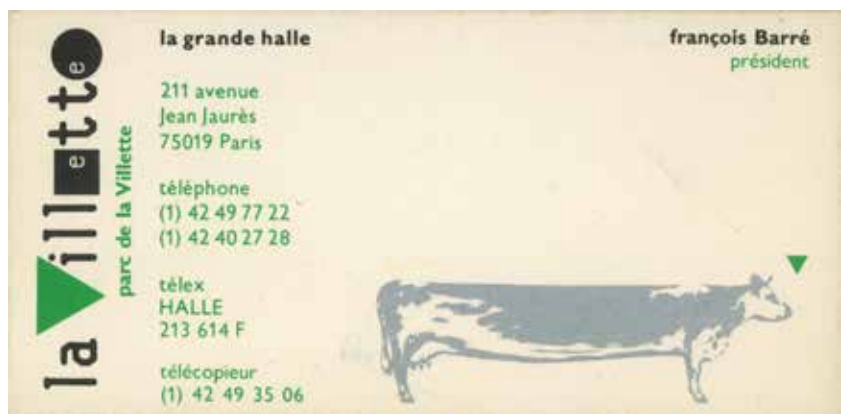 la Villette
parc de la Villette
la grande halle
211 avenue
Jean Jaurès
75019 Paris
téléphone
(1) 42 49 77 22
(1) 42 40 27 28
télex
HALLE
213 614 F
télécopieur
(1) 42 49 35 06
françois Barré
président